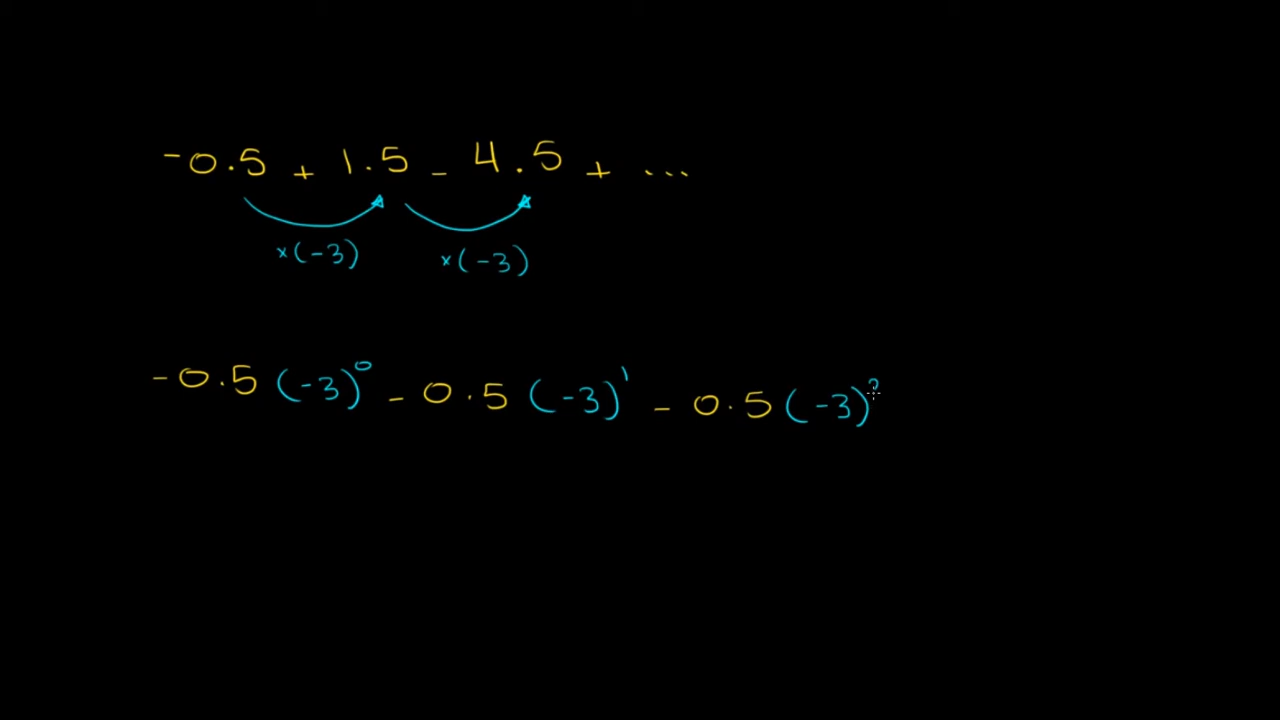 -0.5 + 1.5 - 4.5 + ...
×(-3) ×(-3)
-0.5 (-3)⁰ - 0.5 (-3)¹ - 0.5 (-3)²